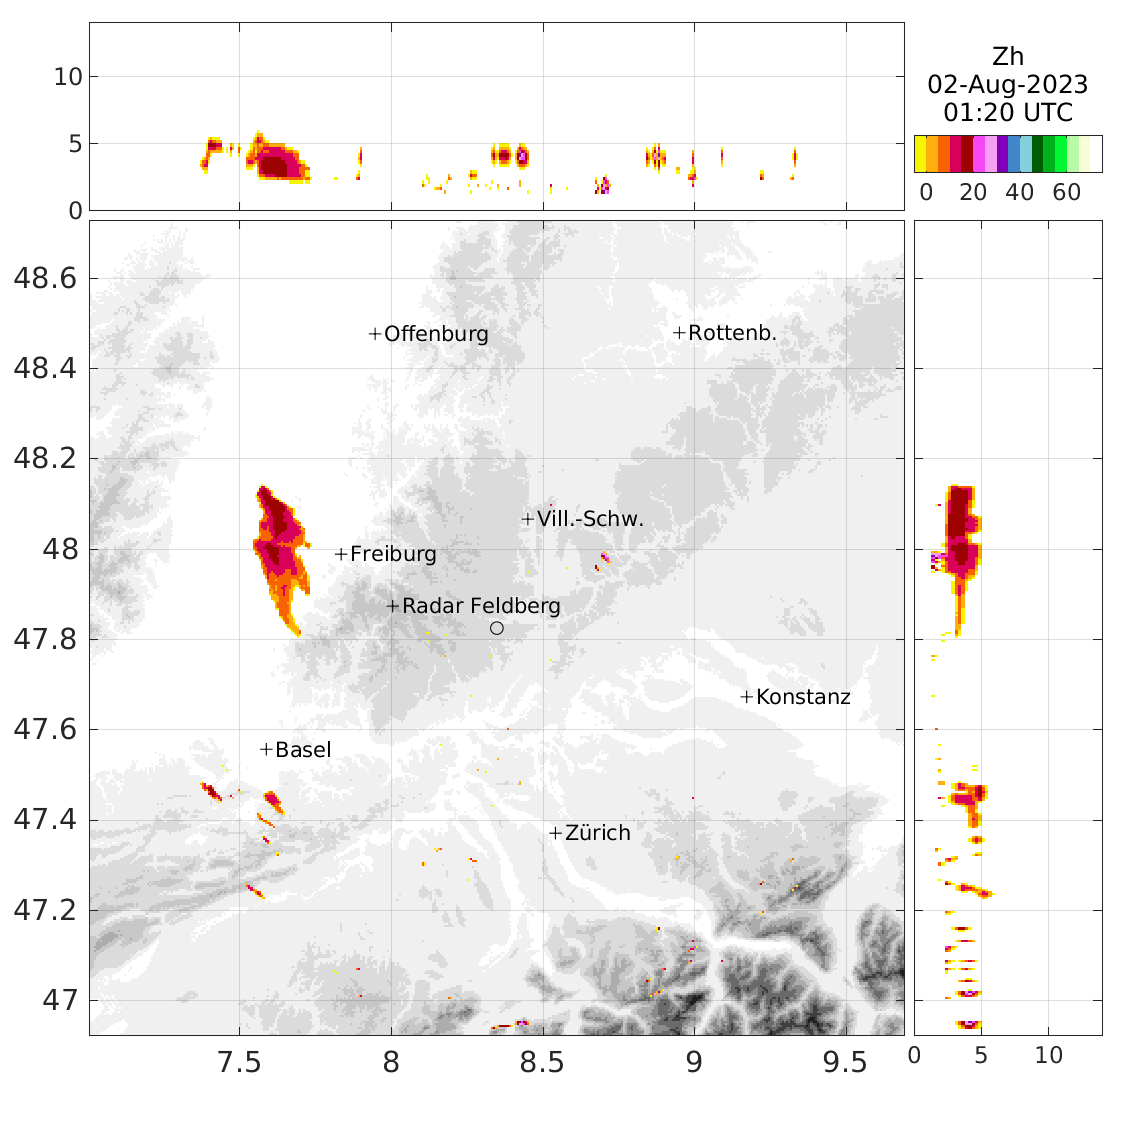 Zh
02-Aug-2023
01:20 UTC
0 20 40 60
10
5
0
48.6
48.4
48.2
48
47.8
47.6
47.4
47.2
47
Offenburg
Rottenb.
Vill.-Schw.
Freiburg
Radar Feldberg
Konstanz
Basel
Zürich
7.5 8 8.5 9 9.5
0 5 10